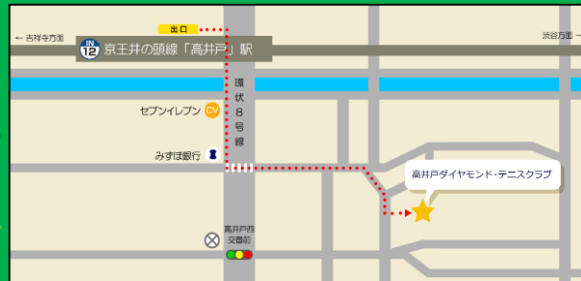 出口
← 吉祥寺方面
渋谷方面 →
IN
12
京王井の頭線「高井戸」駅
環状8号線
セブンイレブン
CV
みずほ銀行
高井戸ダイヤモンド・テニスクラブ
高井戸西
交番前